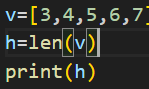 v=[3,4,5,6,7]
h=len(v)
print(h)